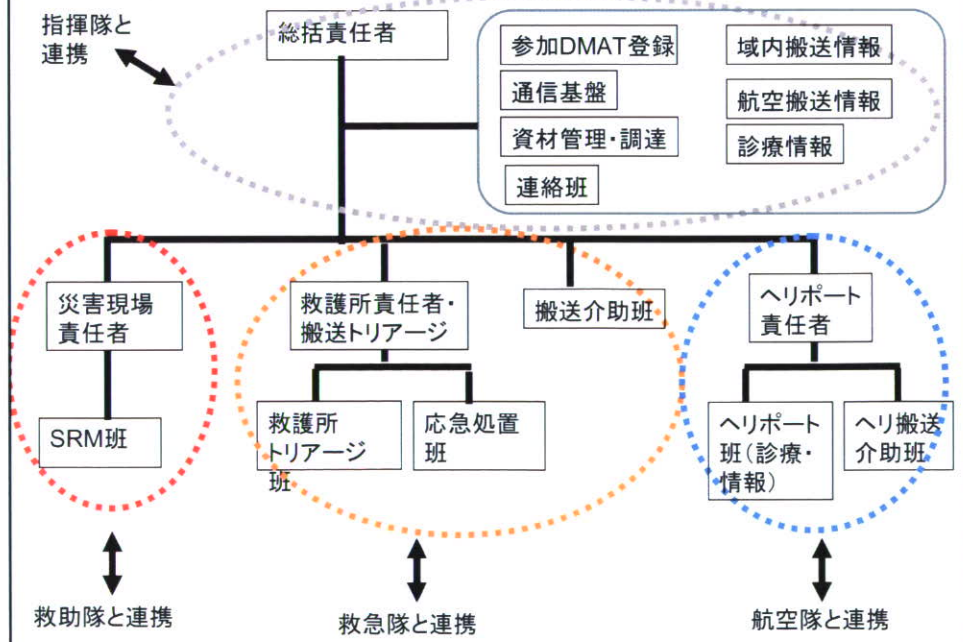 指揮隊と
連携
総括責任者
参加DMAT登録
域内搬送情報
通信基盤
航空搬送情報
資材管理・調達
診療情報
連絡班
災害現場
責任者
救護所責任者・
搬送トリアージ
搬送介助班
ヘリポート
責任者
SRM班
救護所
トリアージ
班
応急処置
班
ヘリポート
班(診療・
情報)
ヘリ搬送
介助班
救助隊と連携
救急隊と連携
航空隊と連携